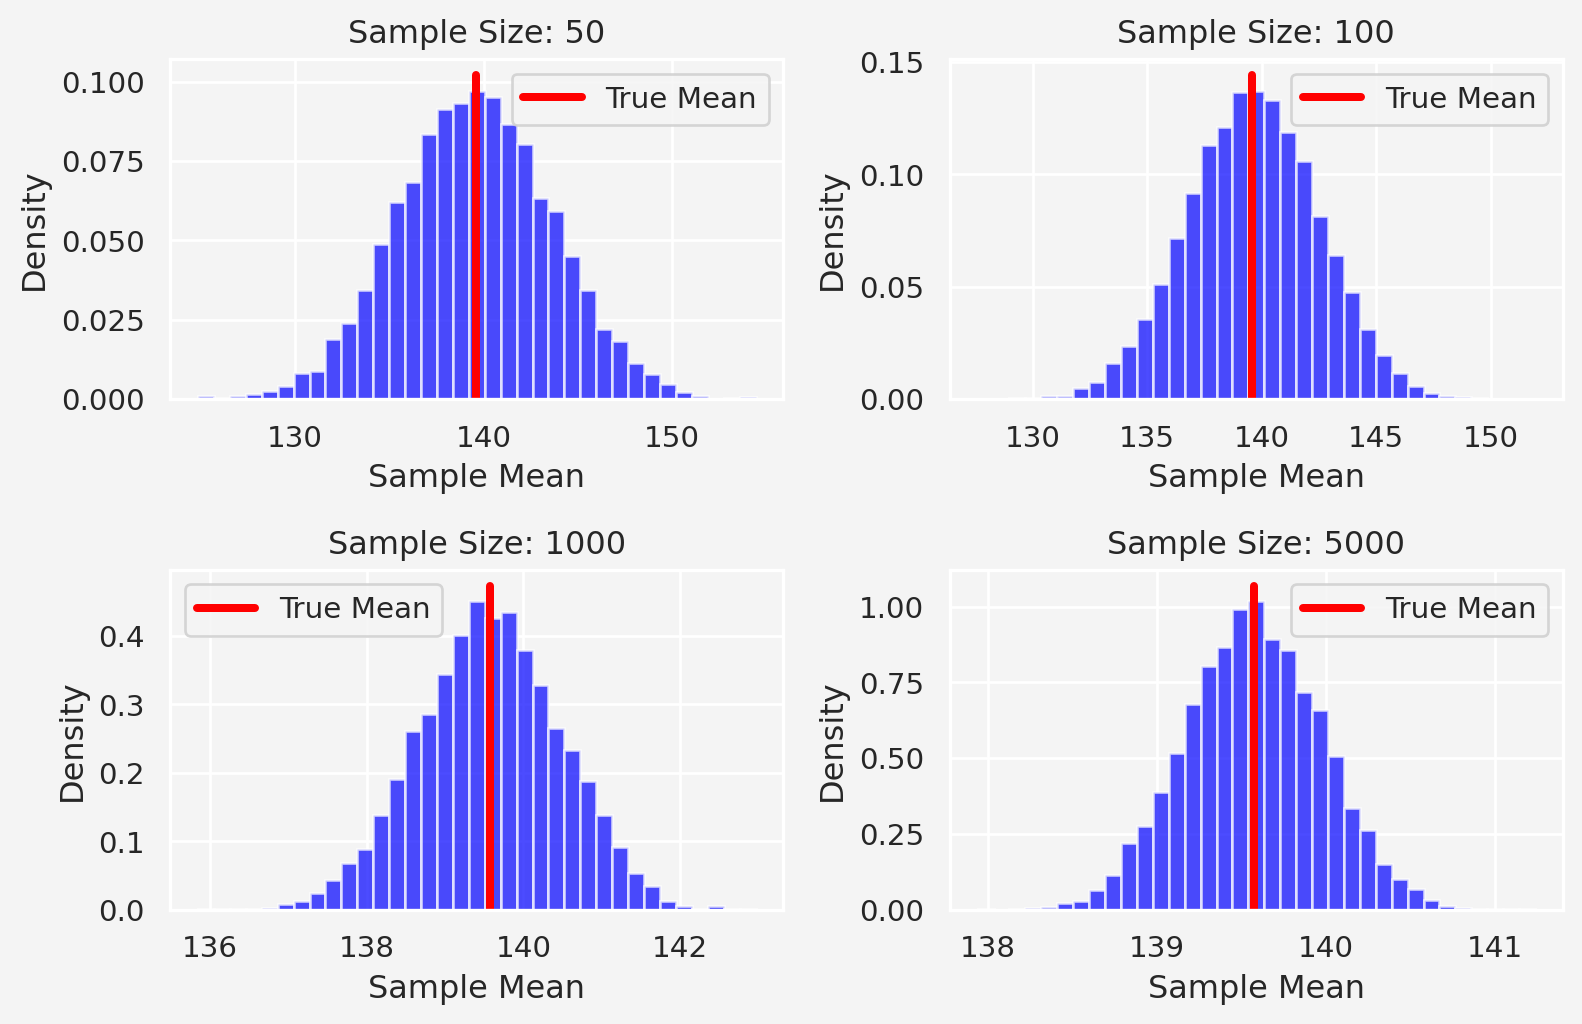 Sample Size: 50
True Mean
Density
0.100
0.075
0.050
0.025
0.000
130 140 150
Sample Mean
Sample Size: 100
True Mean
Density
0.15
0.10
0.05
0.00
130 135 140 145 150
Sample Mean
Sample Size: 1000
True Mean
Density
0.4
0.3
0.2
0.1
0.0
136 138 140 142
Sample Mean
Sample Size: 5000
True Mean
Density
1.00
0.75
0.50
0.25
0.00
138 139 140 141
Sample Mean